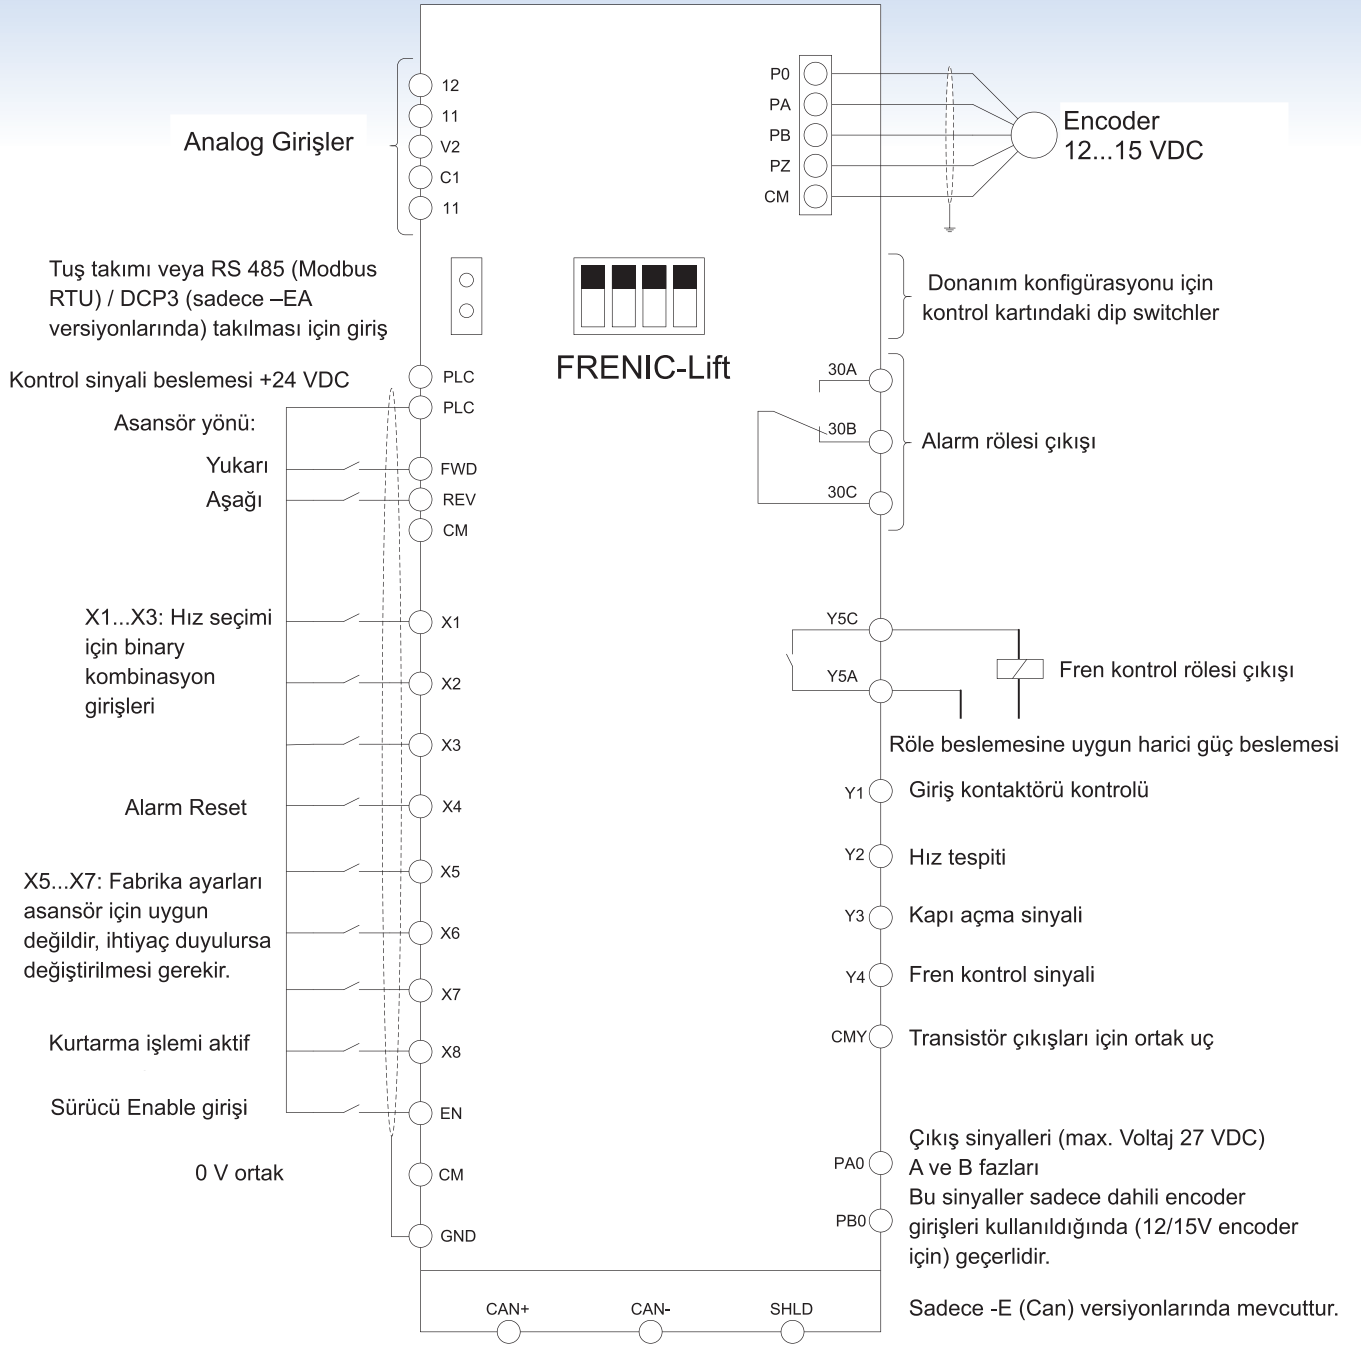 12
11
Analog Girişler
V2
C1
11
P0
PA
PB
PZ
CM
Encoder
12...15 VDC
Tuş takımı veya RS 485 (Modbus
RTU) / DCP3 (sadece –EA
versiyonlarında) takılması için giriş
FRENIC-Lift
Donanım konfigürasyonu için
kontrol kartındaki dip switchler
Kontrol sinyali beslemesi +24 VDC
PLC
PLC
Asansör yönü:
Yukarı
FWD
Aşağı
REV
CM
30A
30B
30C
Alarm rölesi çıkışı
X1...X3: Hız seçimi
için binary
kombinasyon
girişleri
X1
X2
X3
Y5C
Y5A
Fren kontrol rölesi çıkışı
Röle beslemesine uygun harici güç beslemesi
Alarm Reset
X4
X5...X7: Fabrika ayarları
asansör için uygun
değildir, ihtiyaç duyulursa
değiştirilmesi gerekir.
X5
X6
X7
Kurtarma işlemi aktif
X8
Sürücü Enable girişi
EN
0 V ortak
CM
GND
Y1
Giriş kontaktörü kontrolü
Y2
Hız tespiti
Y3
Kapı açma sinyali
Y4
Fren kontrol sinyali
CMY
Transistör çıkışları için ortak uç
PA0
PB0
Çıkış sinyalleri (max. Voltaj 27 VDC)
A ve B fazları
Bu sinyaller sadece dahili encoder
girişleri kullanıldığında (12/15V encoder
için) geçerlidir.
CAN+
CAN-
SHLD
Sadece -E (Can) versiyonlarında mevcuttur.